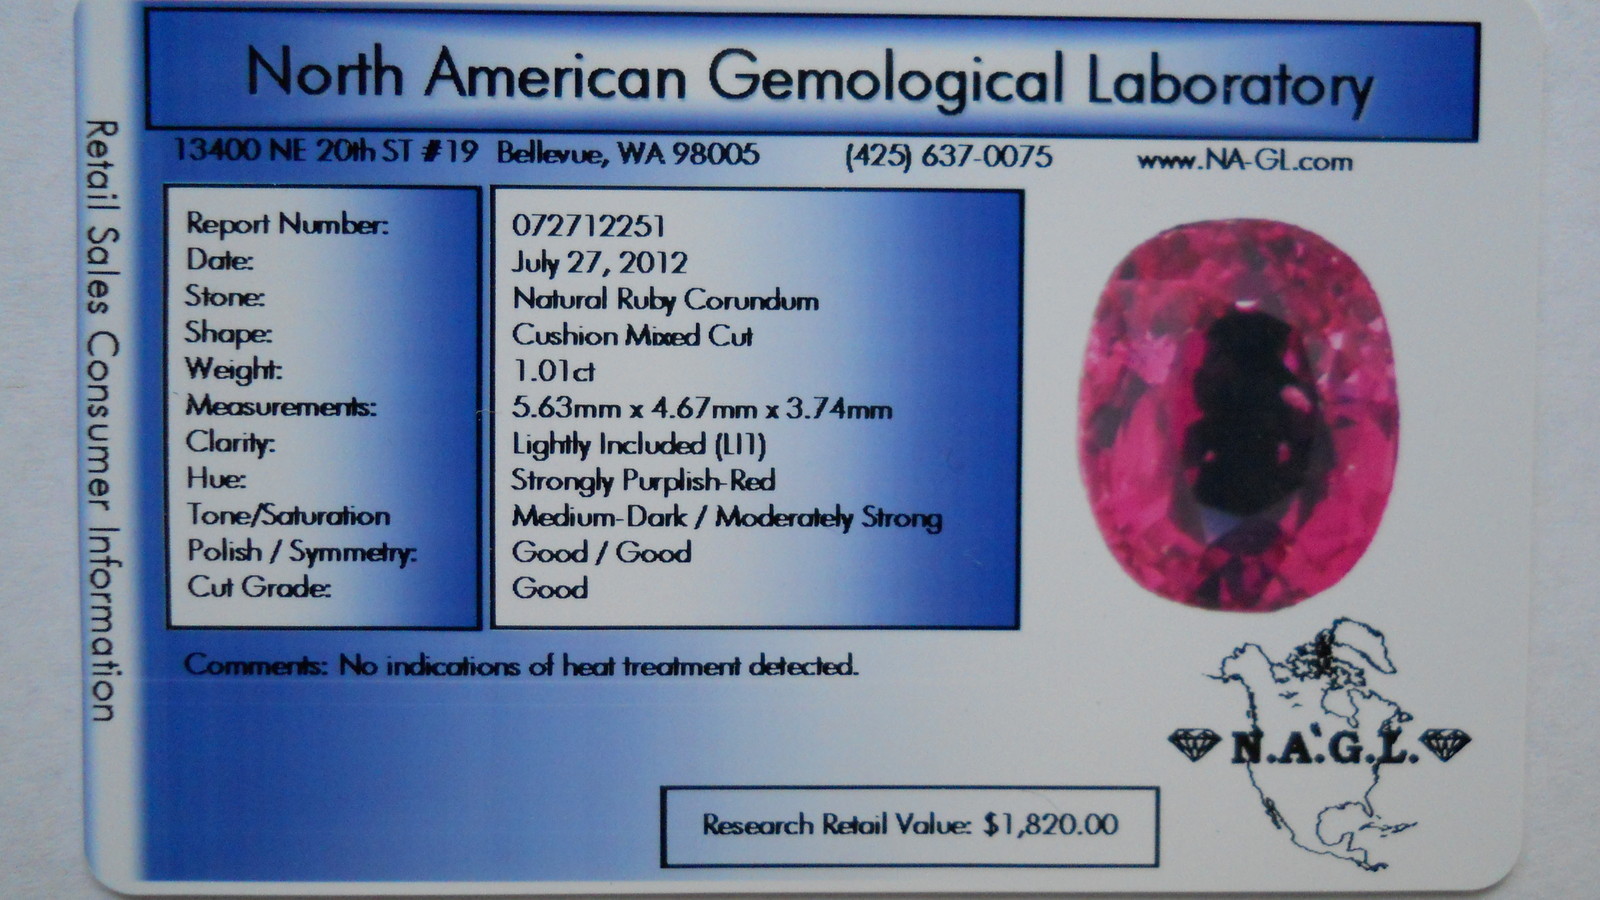 North American Gemological Laboratory
13400 NE 20th ST #19 Bellevue, WA 98005 (425) 637-0075 www.NA-GL.com
Retail Sales Consumer Information
Report Number: 072712251
Date: July 27, 2012
Stone: Natural Ruby Corundum
Shape: Cushion Mixed Cut
Weight: 1.01ct
Measurements: 5.63mm x 4.67mm x 3.74mm
Clarity: Lightly Included (LI1)
Hue: Strongly Purplish-Red
Tone/Saturation Medium-Dark / Moderately Strong
Polish / Symmetry: Good / Good
Cut Grade: Good
Comments: No indications of heat treatment detected.
N.A.G.L.
Research Retail Value: $1,820.00